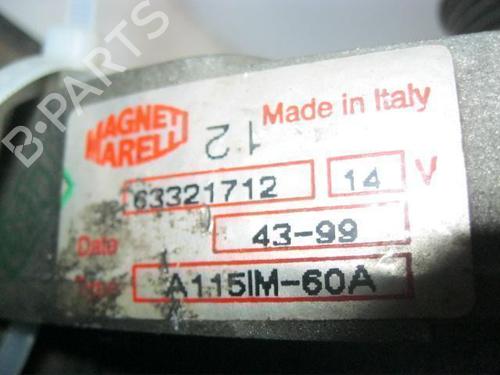 MAGNETI
MARELLI
12
Made in Italy
63321712 14 V
Date 43-99
Type A115IM-60A
B-PARTS